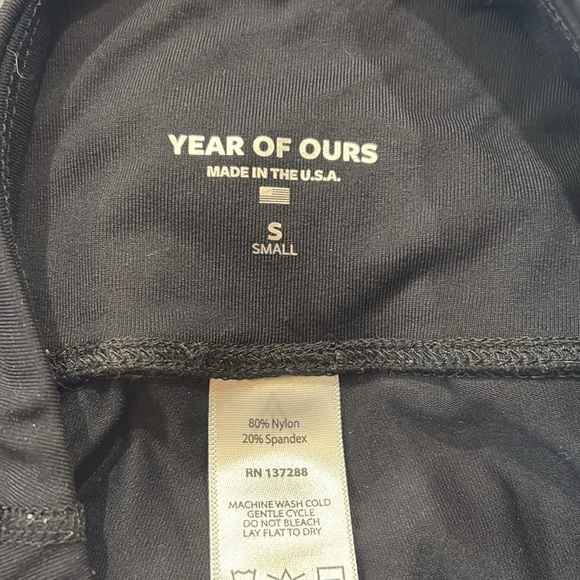 YEAR OF OURS
MADE IN THE U.S.A.
S
SMALL
80% Nylon
20% Spandex
RN 137288
MACHINE WASH COLD
GENTLE CYCLE
DO NOT BLEACH
LAY FLAT TO DRY